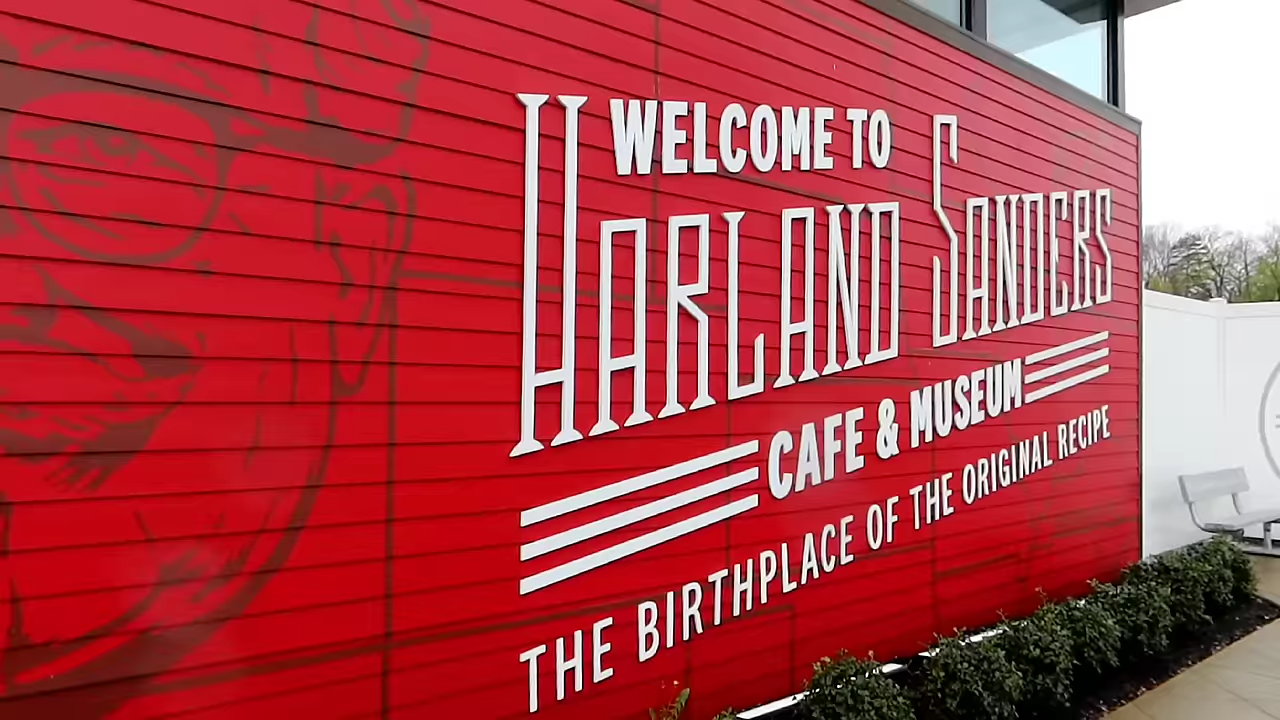 WELCOME TO
HARLAND SANDERS
CAFE & MUSEUM
THE BIRTHPLACE OF THE ORIGINAL RECIPE